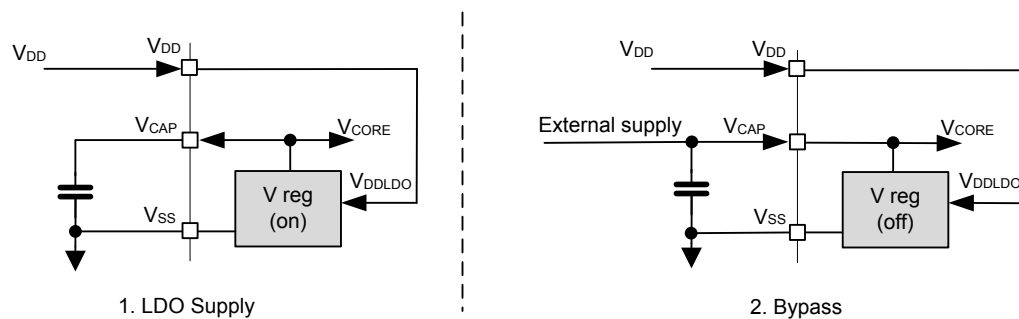 VDD
VDD
VCAP
VCORE
VDDLDO
V reg
(on)
VSS
1. LDO Supply
VDD
VDD
External supply
VCAP
VCORE
VDDLDO
V reg
(off)
VSS
2. Bypass